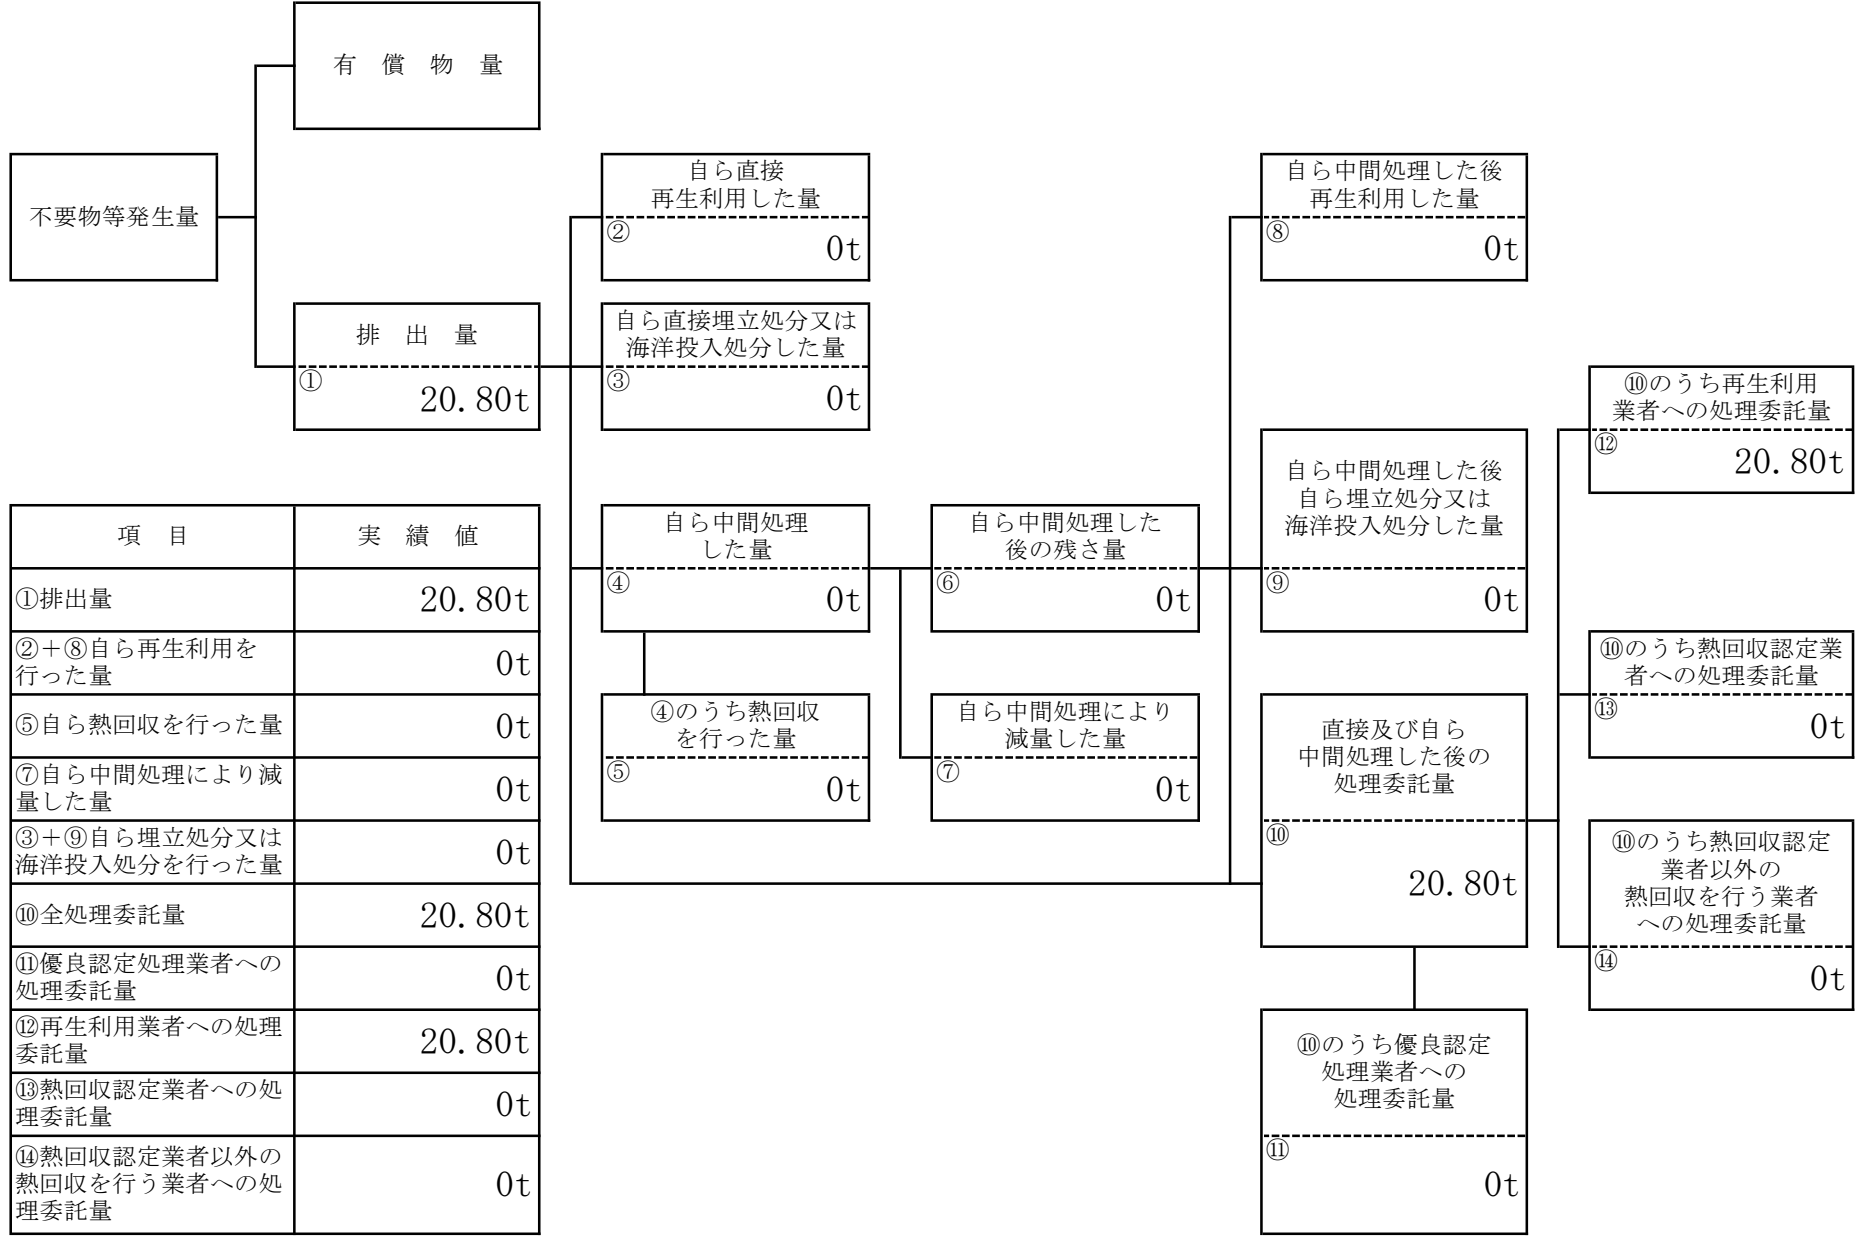 有　償　物　量
不要物等発生量
排　出　量
①
20.80t
自ら直接
再生利用した量
②
0t
自ら直接埋立処分又は
海洋投入処分した量
③
0t
自ら中間処理
した量
④
0t
④のうち熱回収
を行った量
⑤
0t
自ら中間処理した
後の残さ量
⑥
0t
自ら中間処理により
減量した量
⑦
0t
自ら中間処理した後
再生利用した量
⑧
0t
自ら中間処理した後
自ら埋立処分又は
海洋投入処分した量
⑨
0t
直接及び自ら
中間処理した後の
処理委託量
⑩
20.80t
⑩のうち優良認定
処理業者への
処理委託量
⑪
0t
⑩のうち再生利用
業者への処理委託量
⑫
20.80t
⑩のうち熱回収認定業
者への処理委託量
⑬
0t
⑩のうち熱回収認定
業者以外の
熱回収を行う業者
への処理委託量
⑭
0t
項　目　実　績　値
①排出量　20.80t
②＋⑧自ら再生利用を
行った量
0t
⑤自ら熱回収を行った量　0t
⑦自ら中間処理により減
量した量
0t
③＋⑨自ら埋立処分又は
海洋投入処分を行った量
0t
⑩全処理委託量　20.80t
⑪優良認定処理業者への
処理委託量
0t
⑫再生利用業者への処理
委託量
20.80t
⑬熱回収認定業者への処
理委託量
0t
⑭熱回収認定業者以外の
熱回収を行う業者への処
理委託量
0t